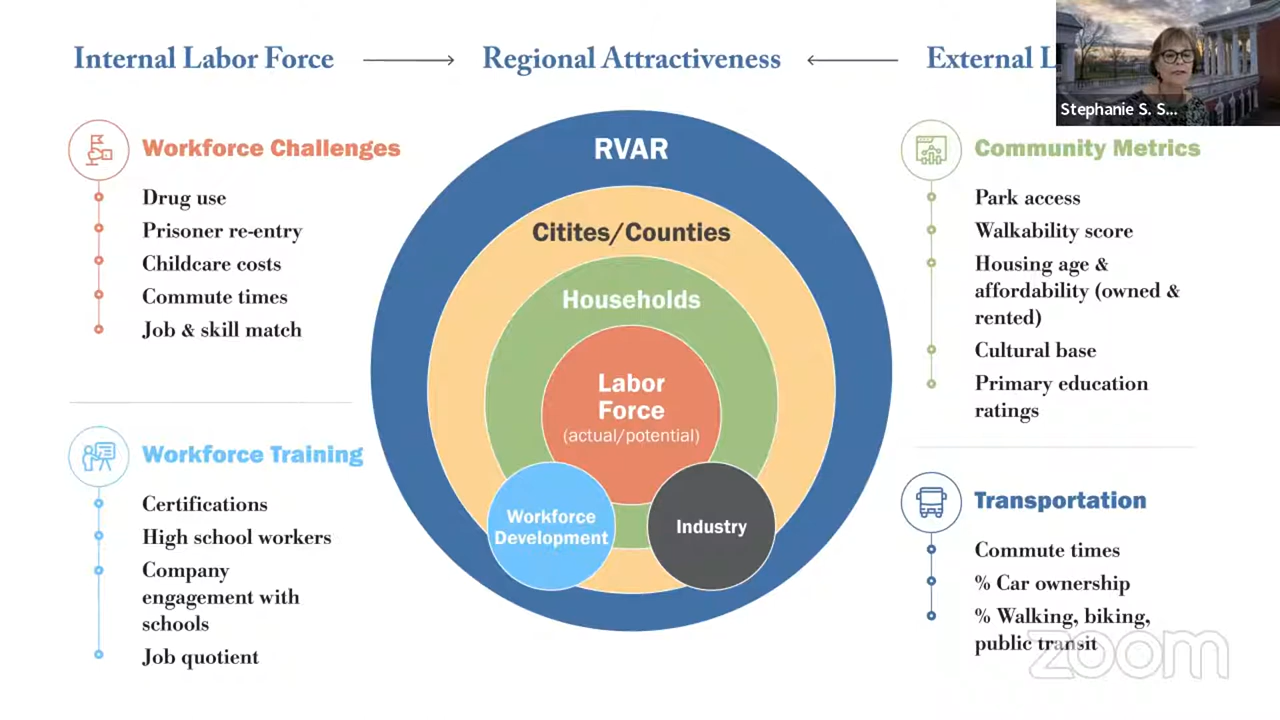 Internal Labor Force
Regional Attractiveness
External L
Stephanie S. S...
Workforce Challenges
Drug use
Prisoner re-entry
Childcare costs
Commute times
Job & skill match
Workforce Training
Certifications
High school workers
Company
engagement with
schools
Job quotient
RVAR
Citites/Counties
Households
Labor
Force
(actual/potential)
Workforce
Development
Industry
Community Metrics
Park access
Walkability score
Housing age &
affordability (owned &
rented)
Cultural base
Primary education
ratings
Transportation
Commute times
% Car ownership
% Walking, biking,
public transit
zoom